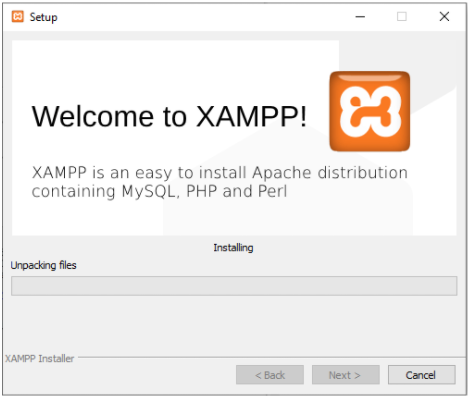 Setup
Welcome to XAMPP!
XAMPP is an easy to install Apache distribution
containing MySQL, PHP and Perl
Installing
Unpacking files
XAMPP Installer
< Back
Next >
Cancel